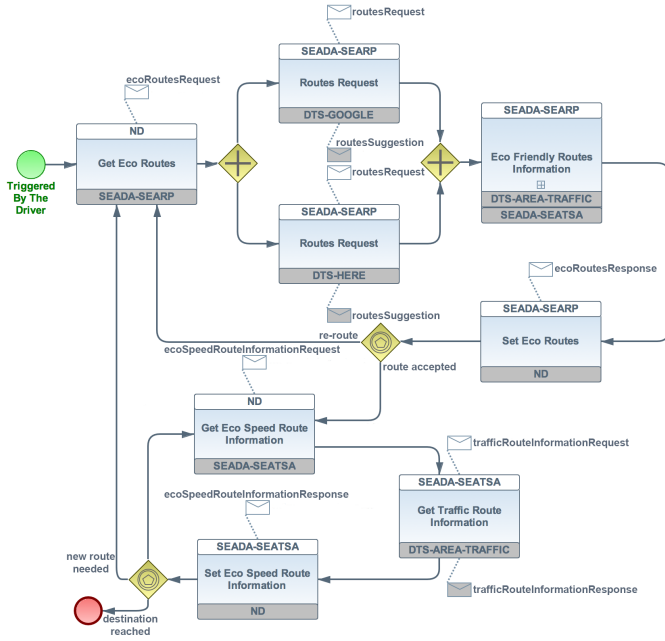 routesRequest
SEADA-SEARP
Routes Request
DTS-GOOGLE
routesSuggestion
ecoRoutesRequest
ND
Get Eco Routes
SEADA-SEARP
Triggered
By The
Driver
routesRequest
SEADA-SEARP
Routes Request
DTS-HERE
routesSuggestion
SEADA-SEARP
Eco Friendly Routes
Information
DTS-AREA-TRAFFIC
SEADA-SEATSA
ecoRoutesResponse
SEADA-SEARP
Set Eco Routes
ND
re-route
route accepted
ecoSpeedRouteInformationRequest
ND
Get Eco Speed Route
Information
SEADA-SEATSA
trafficRouteInformationRequest
SEADA-SEATSA
Get Traffic Route
Information
DTS-AREA-TRAFFIC
trafficRouteInformationResponse
ecoSpeedRouteInformationResponse
SEADA-SEATSA
Set Eco Speed Route
Information
ND
new route
needed
destination
reached